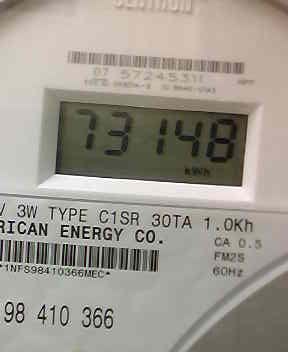 CENTRON
07 57245311
73148
kWh
V 3W TYPE C1SR 30TA 1.0Kh
RICAN ENERGY CO.
CA 0.5
FM2S
60Hz
*1NFS98410366MEC*
98 410 366